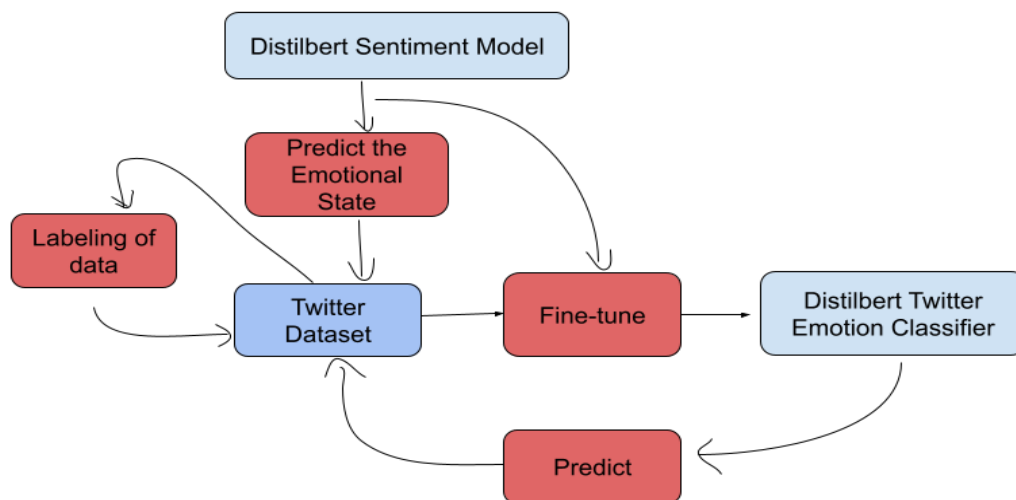 Distilbert Sentiment Model
Predict the
Emotional
State
Labeling of
data
Twitter
Dataset
Fine-tune
Distilbert Twitter
Emotion Classifier
Predict